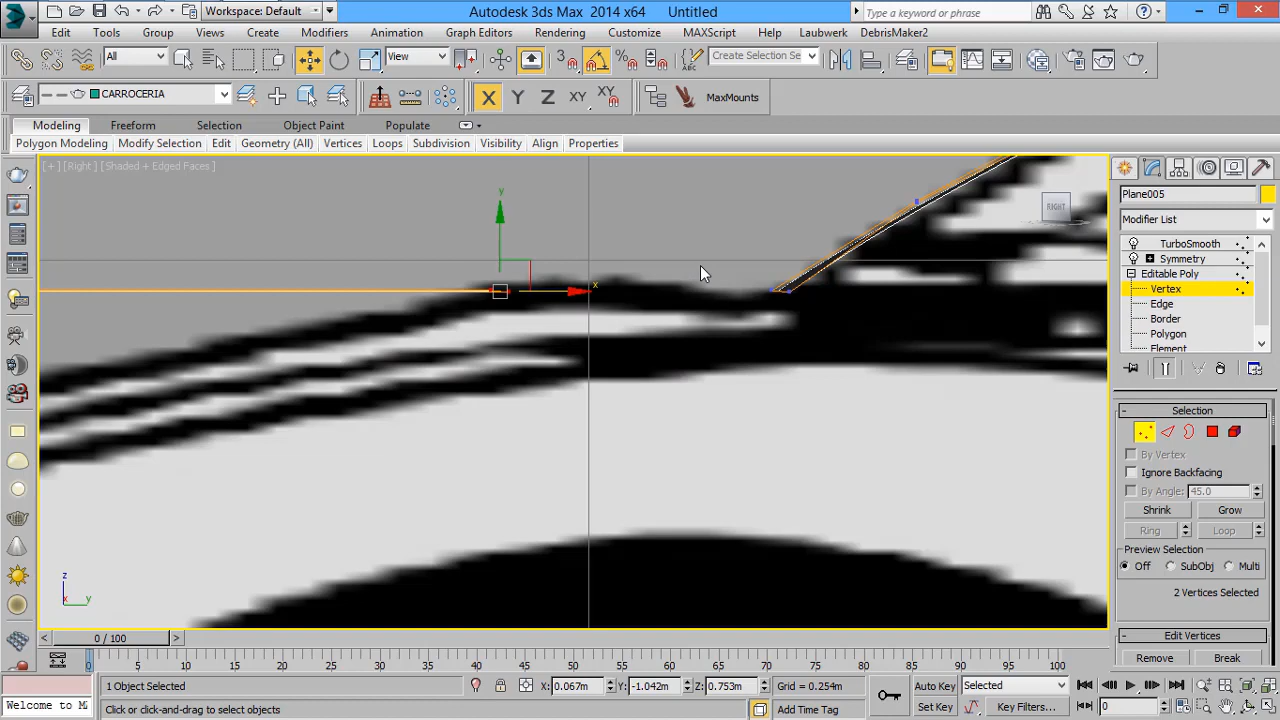 Workspace: Default
Autodesk 3ds Max 2014 x64 Untitled
Type a keyword or phrase
Edit Tools Group Views Create Modifiers Animation Graph Editors Rendering Customize MAXScript Help Laubwerk DebrisMaker2
All View 3 Create Selection Se
CARROCERIA X Y Z XY XY MaxMounts
Modeling Freeform Selection Object Paint Populate
Polygon Modeling Modify Selection Edit Geometry (All) Vertices Loops Subdivision Visibility Align Properties
[+] [Right] [Shaded + Edged Faces]
RIGHT
y
x
z
x y
Plane005
Modifier List
TurboSmooth
Symmetry
Editable Poly
Vertex
Edge
Border
Polygon
Element
Selection
By Vertex
Ignore Backfacing
By Angle: 45.0
Shrink Grow
Ring Loop
Preview Selection
Off SubObj Multi
2 Vertices Selected
Edit Vertices
Remove Break
0 / 100
0 5 10 15 20 25 30 35 40 45 50 55 60 65 70 75 80 85 90 95 100
1 Object Selected X: 0.067m Y: -1.042m Z: 0.753m Grid = 0.254m Auto Key Selected
Welcome to M Click or click-and-drag to select objects Add Time Tag Set Key Key Filters... 0